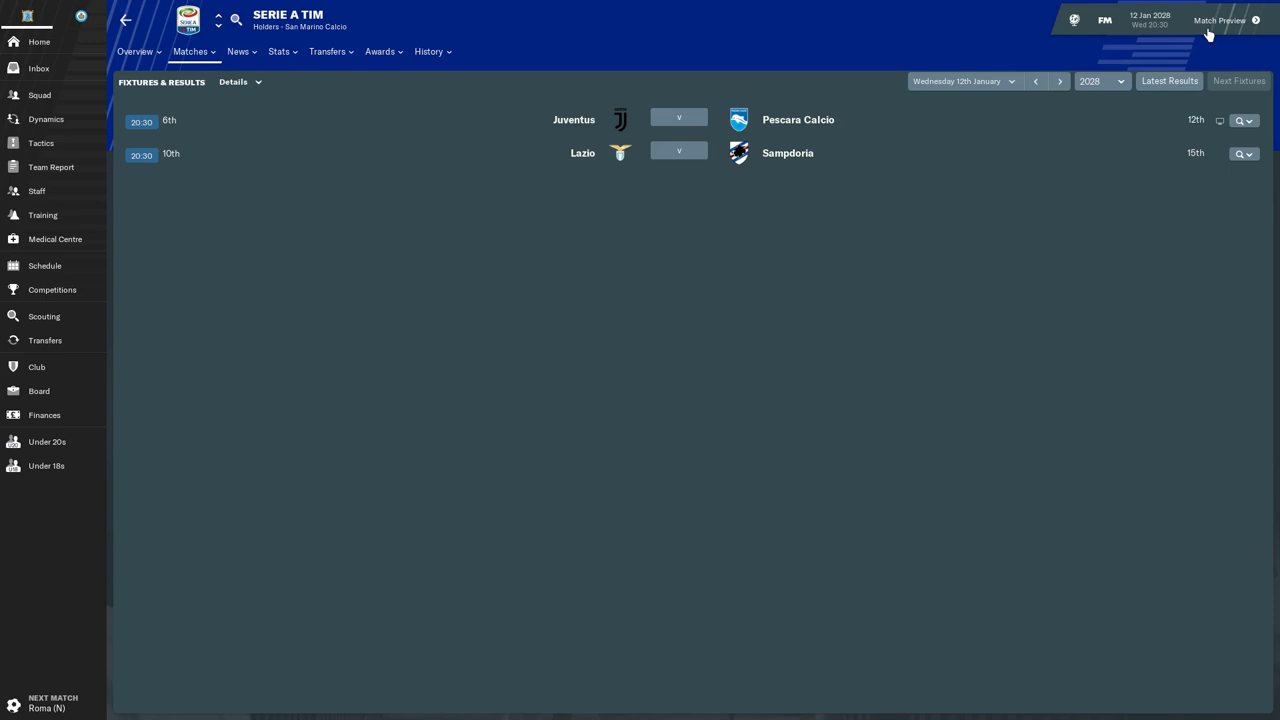 SERIE A TIM
Holders - San Marino Calcio
12 Jan 2028
Wed 20:30
FM
Match Preview
Overview
Matches
News
Stats
Transfers
Awards
History
Home
Inbox
Squad
Dynamics
Tactics
Team Report
Staff
Training
Medical Centre
Schedule
Competitions
Scouting
Transfers
Club
Board
Finances
Under 20s
Under 18s
NEXT MATCH
Roma (N)
FIXTURES & RESULTS
Details
Wednesday 12th January
2028
Latest Results
Next Fixtures
20:30 6th Juventus v Pescara Calcio 12th
20:30 10th Lazio v Sampdoria 15th